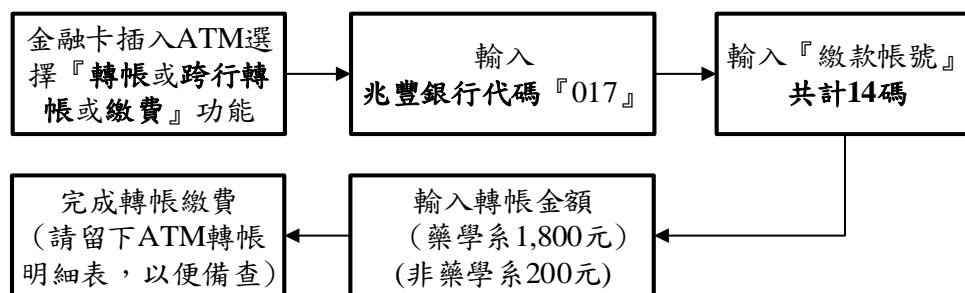 金融卡插入ATM選
擇『轉帳或跨行轉
帳或繳費』功能
輸入
兆豐銀行代碼『017』
輸入『繳款帳號』
共計14碼
輸入轉帳金額
（藥學系1,800元）
(非藥學系200元)
完成轉帳繳費
（請留下ATM轉帳
明細表，以便備查）